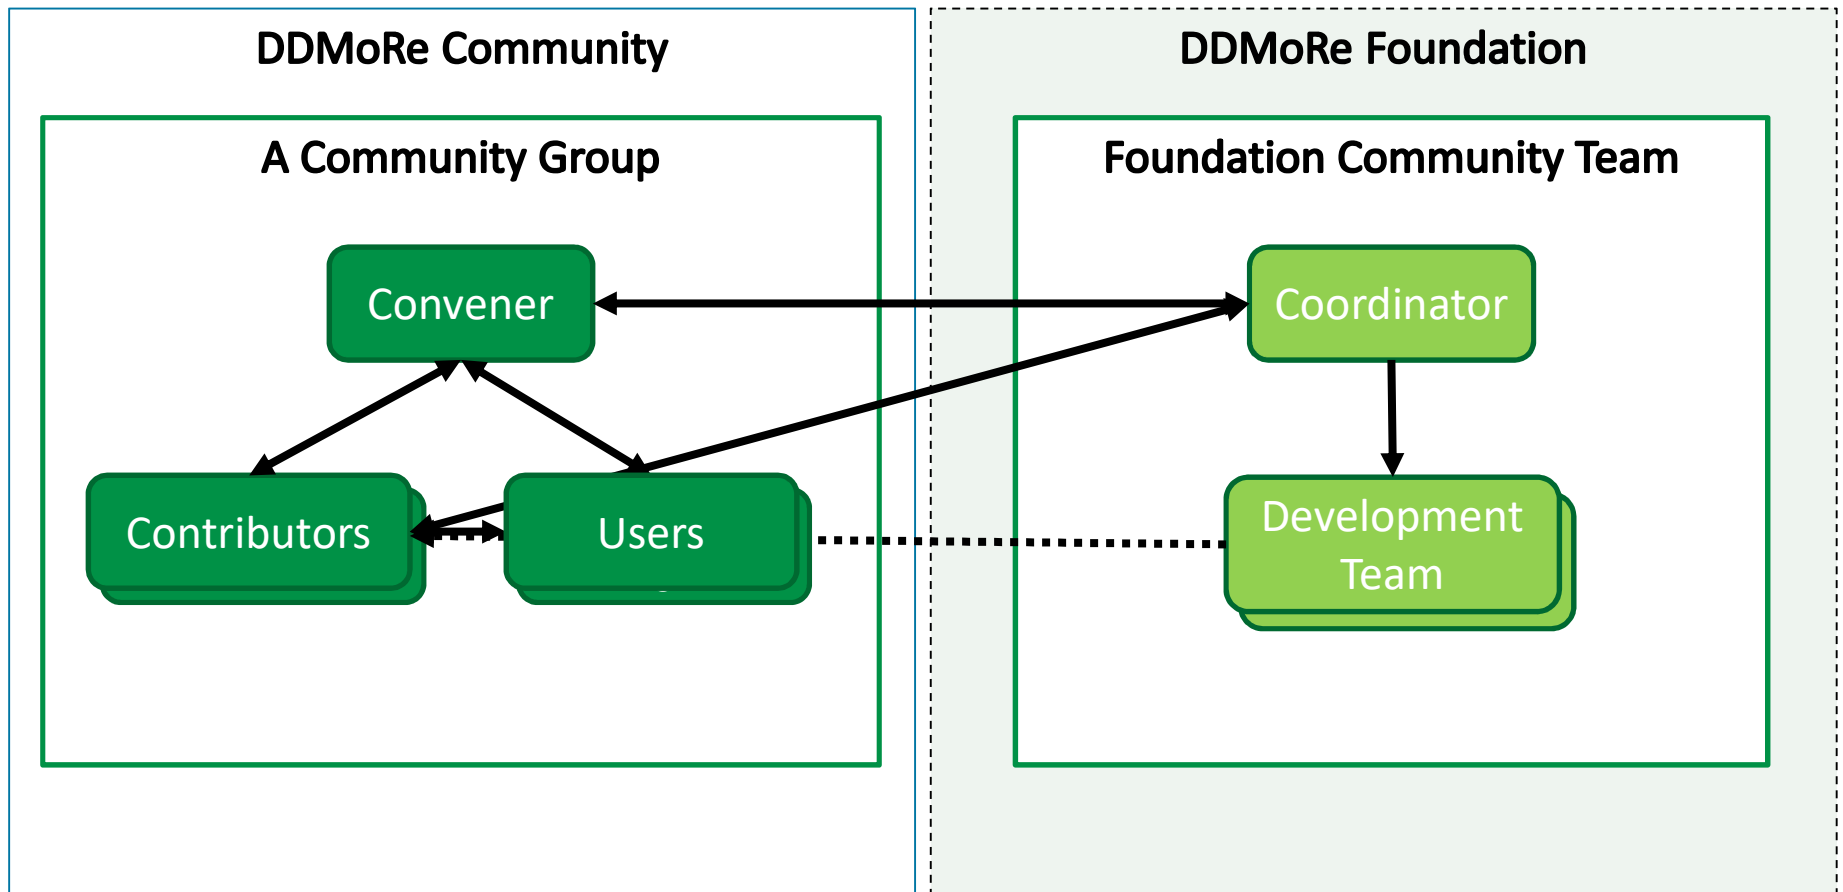 DDMoRe Community
DDMoRe Foundation
A Community Group
Foundation Community Team
Convener
Coordinator
Contributors
Users
Development
Team